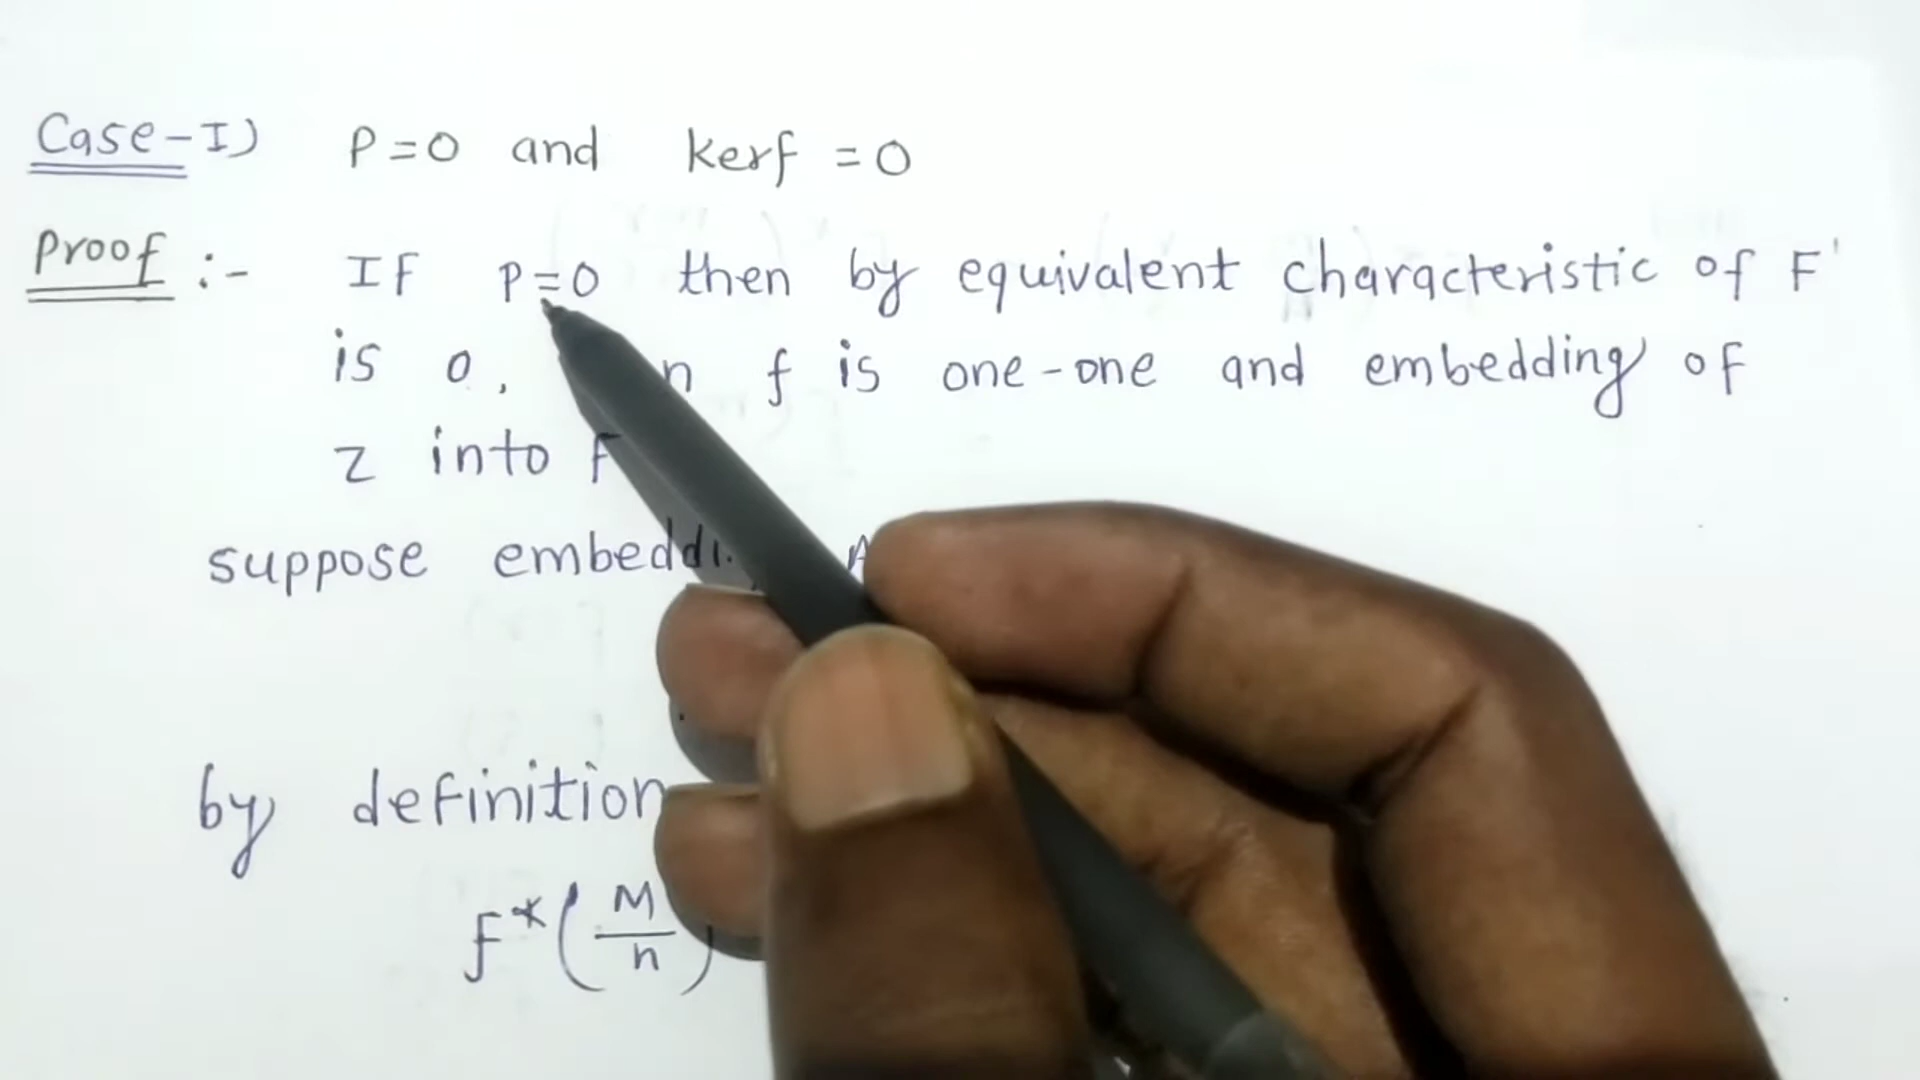 Case-I) P=0 and kerf =0
Proof :- IF P=0 then by equivalent characteristic of F'
is 0, f is one-one and embedding of
Z into F
suppose
by definition
F*(M/n)